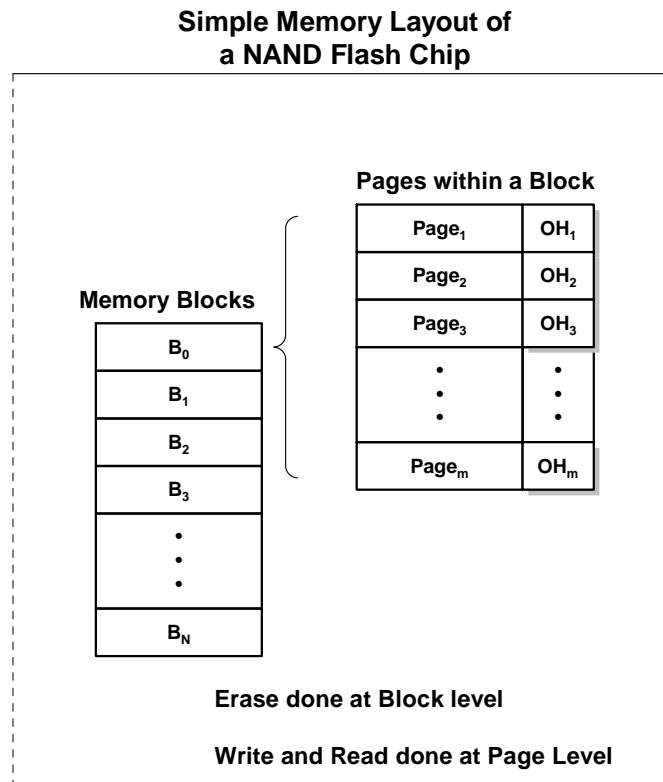 Simple Memory Layout of
a NAND Flash Chip
Pages within a Block
Page₁ OH₁
Page₂ OH₂
Page₃ OH₃
Pageₘ OHₘ
Memory Blocks
B₀
B₁
B₂
B₃
B_N
Erase done at Block level
Write and Read done at Page Level